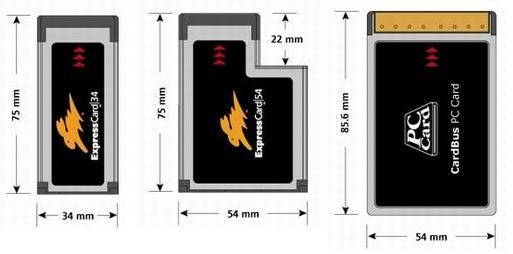 75 mm
ExpressCard|34
34 mm
22 mm
75 mm
ExpressCard|54
54 mm
85.6 mm
PC
Card
CardBus PC Card
54 mm